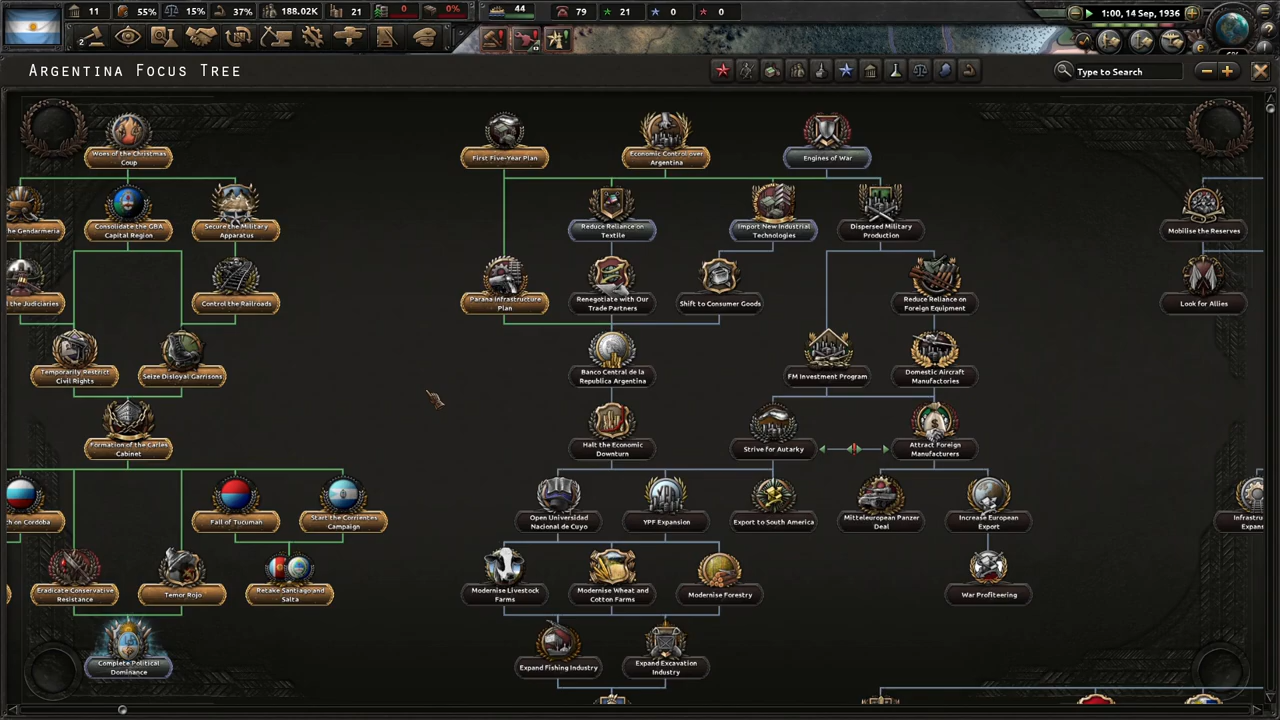 11
55%
15%
37%
188.02K
21
0
0%
44
79
21
0
0
1:00, 14 Sep, 1936
2
ARGENTINA FOCUS TREE
Type to Search
Woes of the Christmas
Coup
First Five-Year Plan
Economic Control over
Argentina
Engines of War
he Gendarmeria
Consolidate the GBA
Capital Region
Secure the Military
Apparatus
Reduce Reliance on
Textile
Import New Industrial
Technologies
Dispersed Military
Production
Mobilise the Reserves
d the Judiciaries
Control the Railroads
Parana Infrastructure
Plan
Renegotiate with Our
Trade Partners
Shift to Consumer Goods
Reduce Reliance on
Foreign Equipment
Look for Allies
Temporarily Restrict
Civil Rights
Seize Disloyal Garrisons
Banco Central de la
Republica Argentina
FM Investment Program
Domestic Aircraft
Manufactories
Formation of the Carles
Cabinet
Halt the Economic
Downturn
Strive for Autarky
Attract Foreign
Manufacturers
ch on Cordoba
Fall of Tucuman
Start the Corrientes
Campaign
Open Universidad
Nacional de Cuyo
YPF Expansion
Export to South America
Mitteleuropean Panzer
Deal
Increase European
Export
Infrastru
Expans
Eradicate Conservative
Resistance
Temor Rojo
Retake Santiago and
Salta
Modernise Livestock
Farms
Modernise Wheat and
Cotton Farms
Modernise Forestry
War Profiteering
Complete Political
Dominance
Expand Fishing Industry
Expand Excavation
Industry